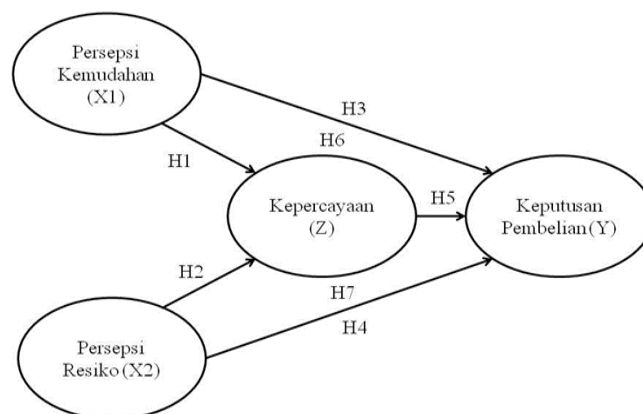 Persepsi
Kemudahan
(X1)
H3
H6
H1
Kepercayaan
(Z)
H5
Keputusan
Pembelian (Y)
H2
H7
H4
Persepsi
Resiko (X2)